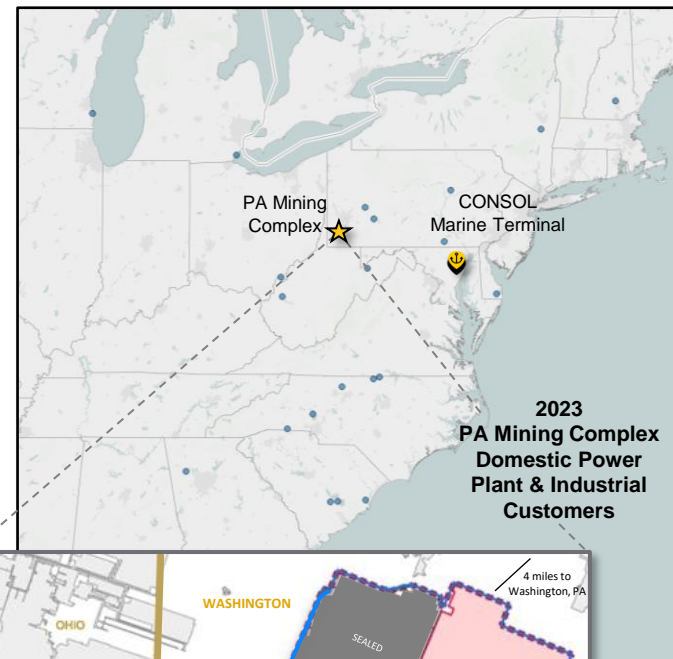 PA Mining
Complex
CONSOL
Marine Terminal
2023
PA Mining Complex
Domestic Power
Plant & Industrial
Customers
4 miles to
Washington, PA
WASHINGTON
OHIO
SEALED